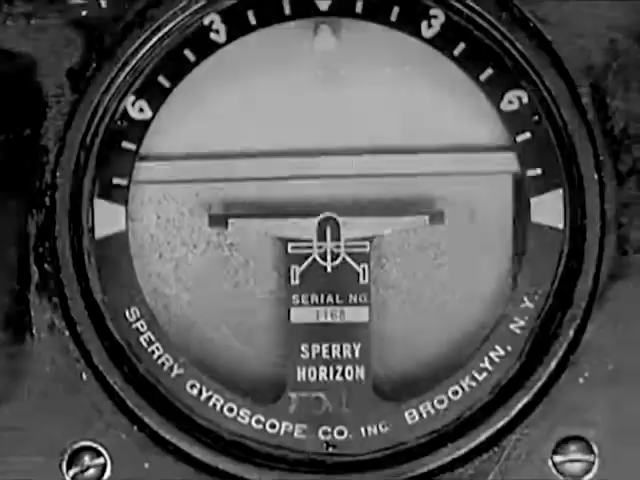 3 3
6 6
SERIAL NO
1168
SPERRY
HORIZON
SPERRY GYROSCOPE CO. INC. BROOKLYN, N.Y.